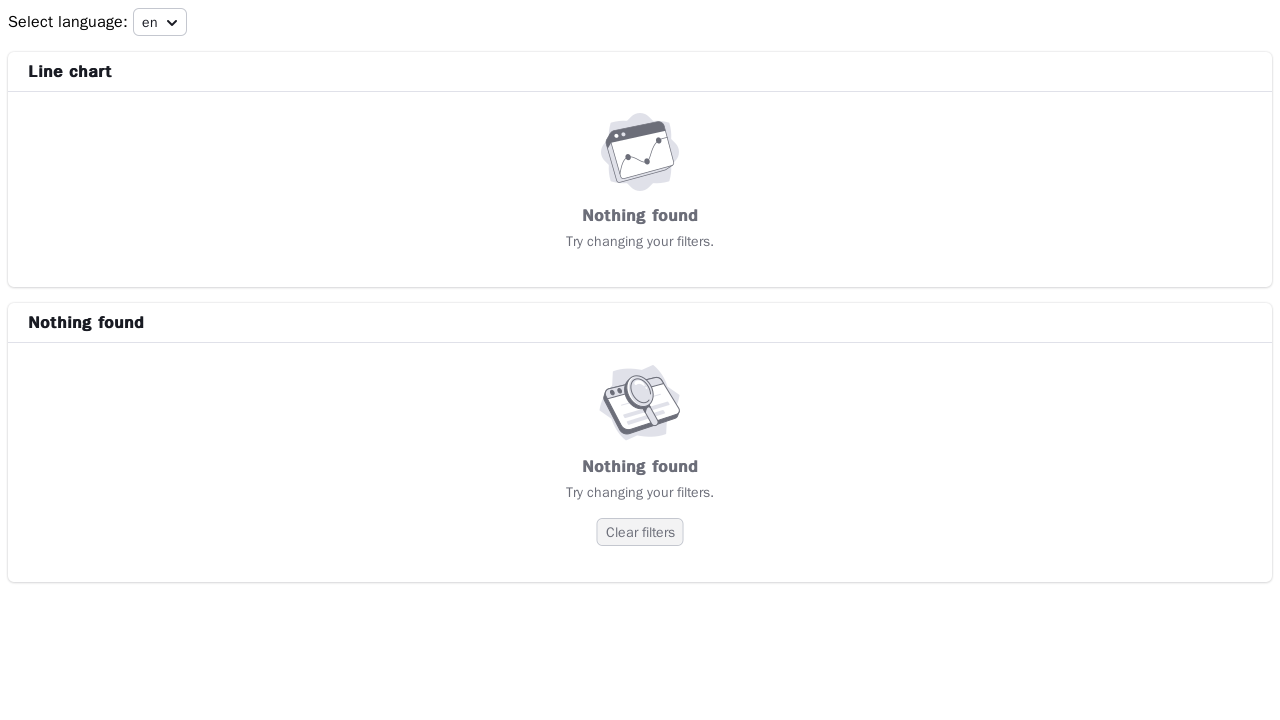 Select language: en
Line chart
Nothing found
Try changing your filters.
Nothing found
Nothing found
Try changing your filters.
Clear filters